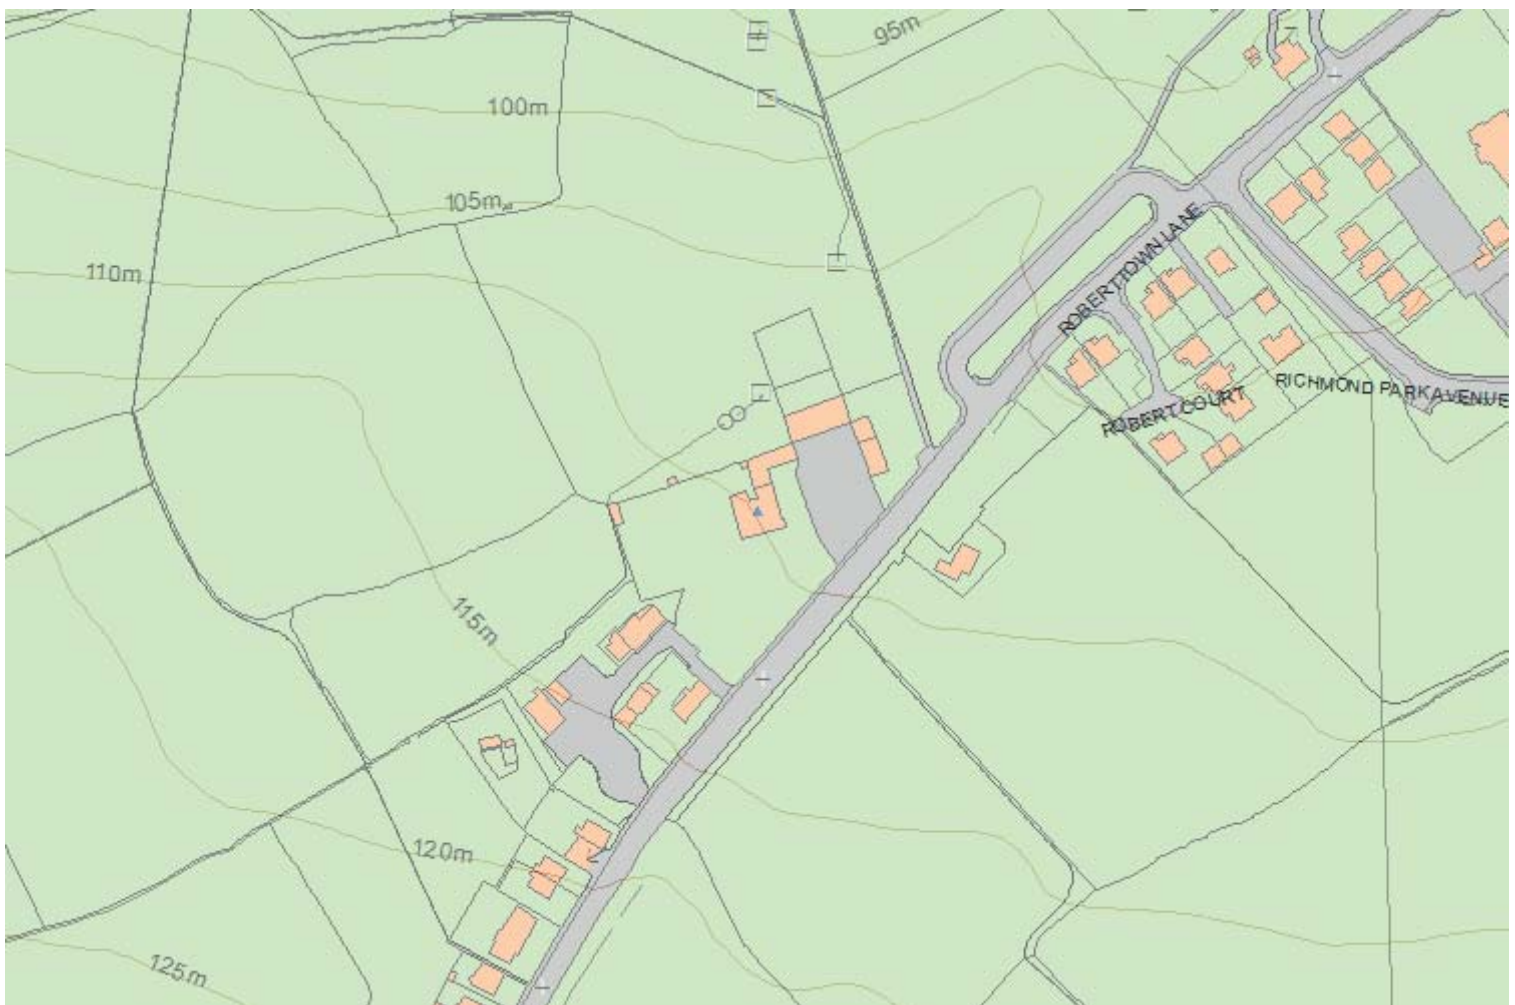 95m
100m
105m
110m
ROBERTTOWN LANE
RICHMOND PARK AVENUE
ROBERT COURT
115m
120m
125m